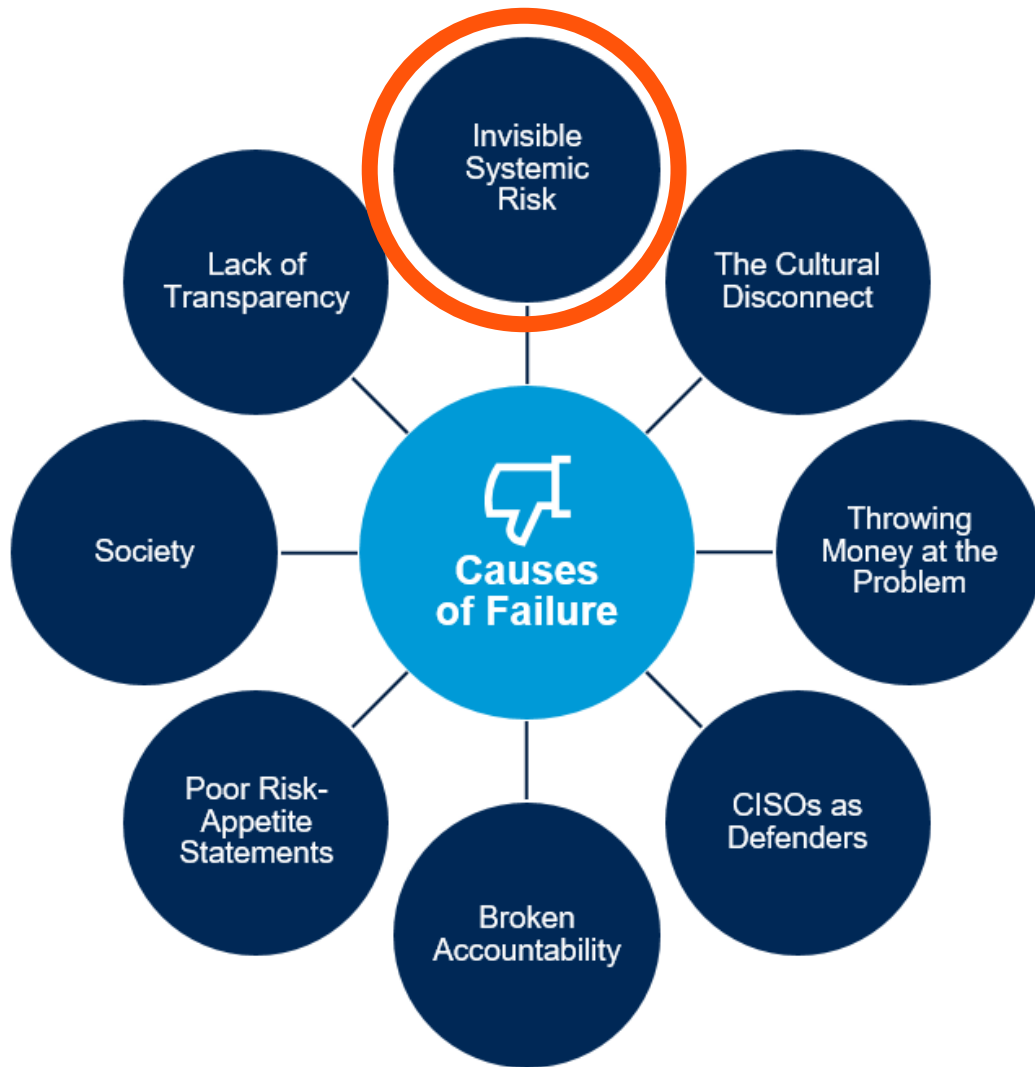 Invisible
Systemic
Risk
The Cultural
Disconnect
Throwing
Money at the
Problem
CISOs as
Defenders
Broken
Accountability
Poor Risk-
Appetite
Statements
Society
Lack of
Transparency
Causes
of Failure